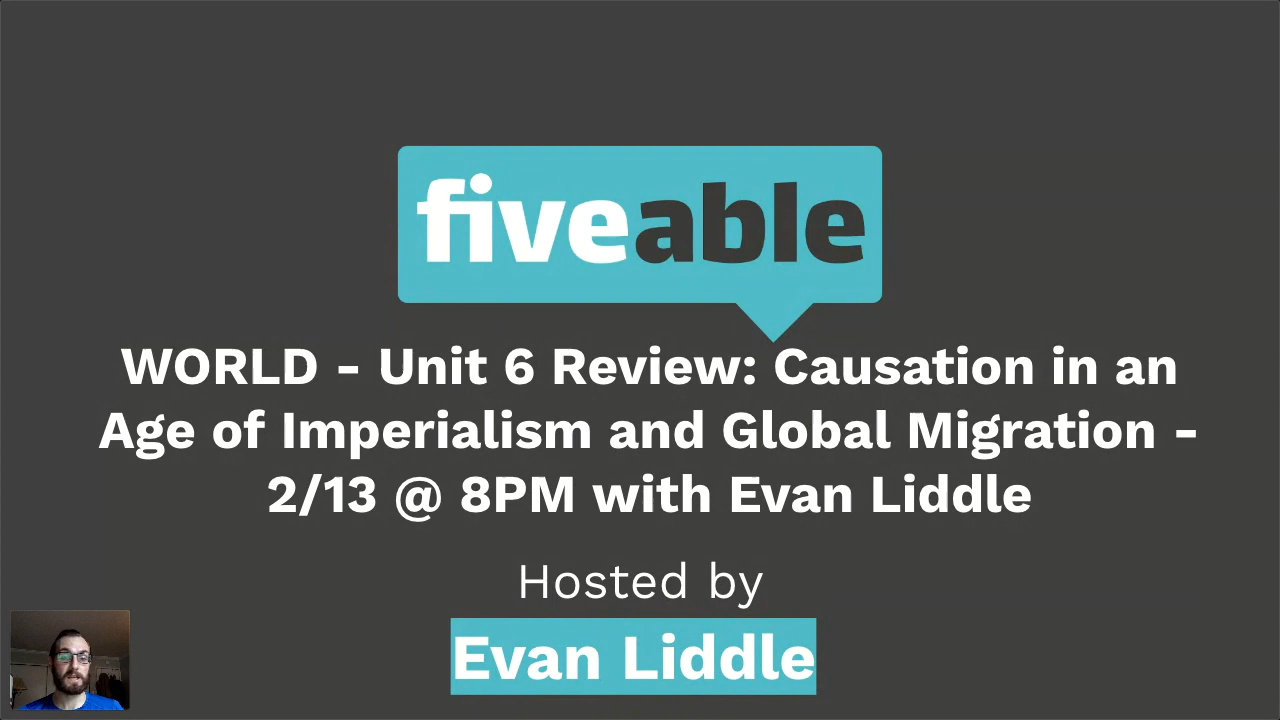 fiveable
WORLD - Unit 6 Review: Causation in an
Age of Imperialism and Global Migration -
2/13 @ 8PM with Evan Liddle
Hosted by
Evan Liddle